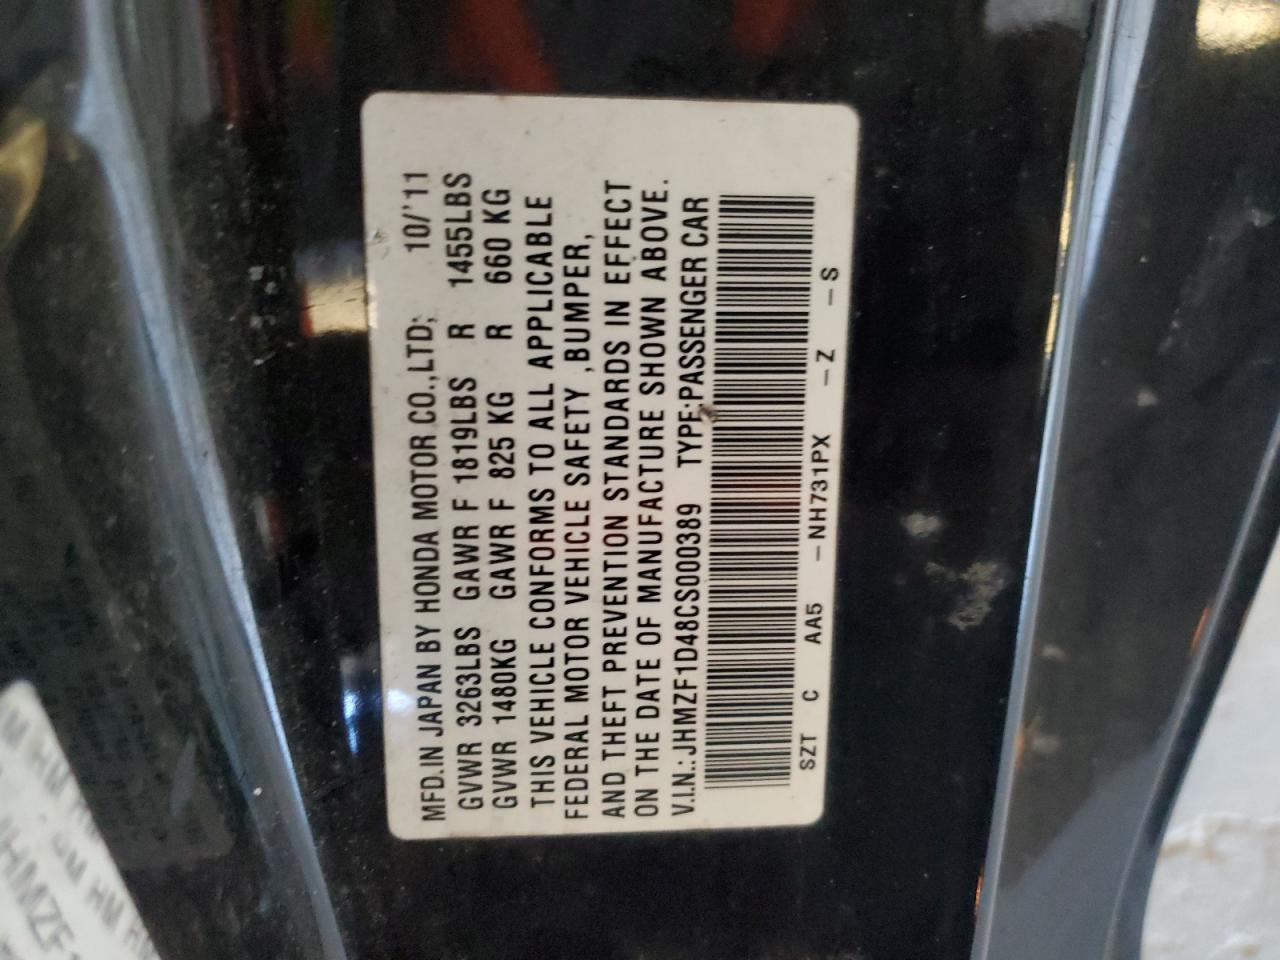 MFD. IN JAPAN BY HONDA MOTOR CO.,LTD; 10/'11
GVWR 3263LBS GAWR F 1819LBS R 1455LBS
GVWR 1480KG GAWR F 825 KG R 660 KG
THIS VEHICLE CONFORMS TO ALL APPLICABLE
FEDERAL MOTOR VEHICLE SAFETY ,BUMPER,
AND THEFT PREVENTION STANDARDS IN EFFECT
ON THE DATE OF MANUFACTURE SHOWN ABOVE.
V.I.N.: JHMZF1D48CS000389 TYPE:PASSENGER CAR
SZT C AA5 –NH731PX –Z –S